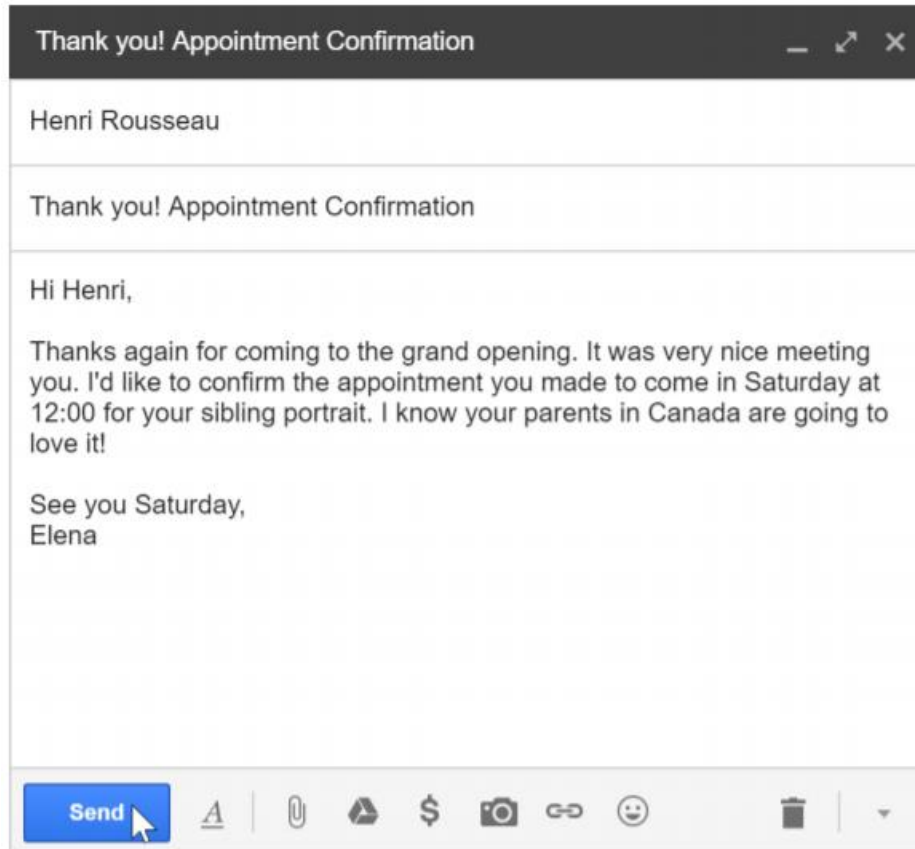 Thank you! Appointment Confirmation
Henri Rousseau
Thank you! Appointment Confirmation
Hi Henri,
Thanks again for coming to the grand opening. It was very nice meeting
you. I'd like to confirm the appointment you made to come in Saturday at
12:00 for your sibling portrait. I know your parents in Canada are going to
love it!
See you Saturday,
Elena
Send
A
$